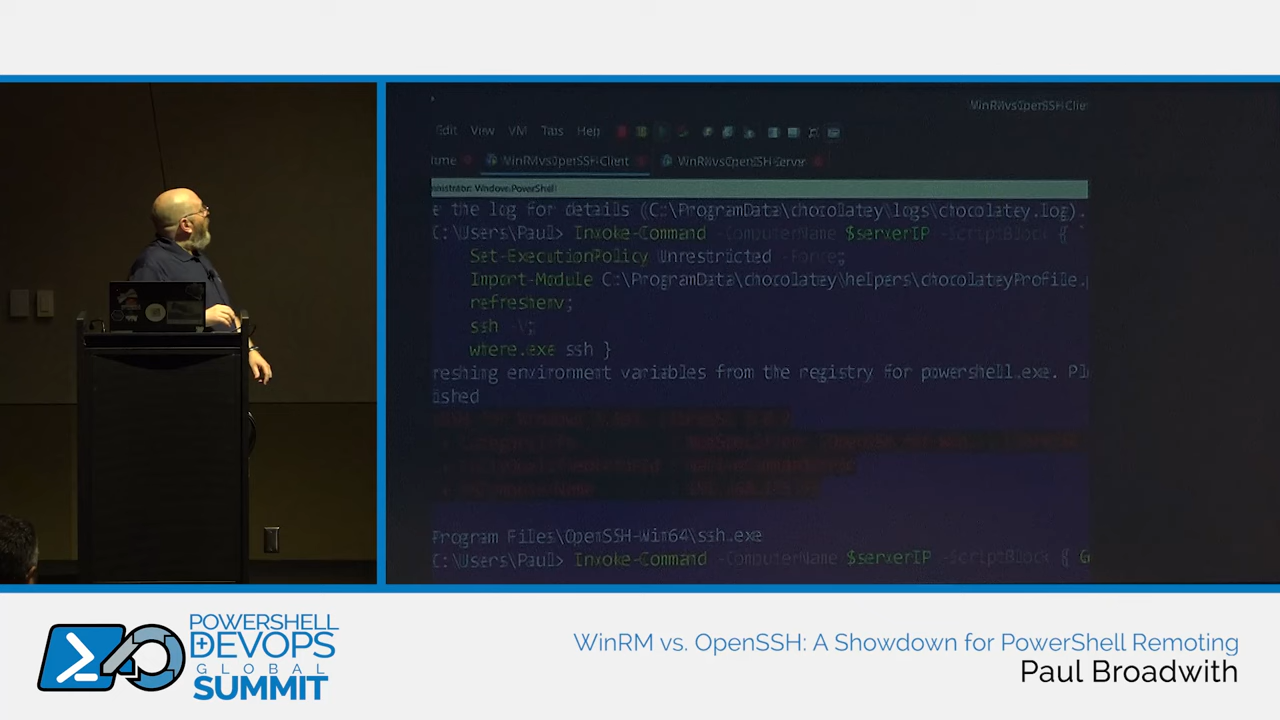 WinRMvsOpenSSH-Clie
Edit View VM Tabs Help
ome WinRMvsOpenSSH-Client WinRMvsOpenSSH-Server
ministrator: Windows PowerShell
e the log for details (C:\ProgramData\chocolatey\logs\chocolatey.log).
C:\Users\Paul> Invoke-Command -ComputerName $serverIP -ScriptBlock { `
Set-ExecutionPolicy Unrestricted -Force;
Import-Module C:\ProgramData\chocolatey\helpers\chocolateyProfile.p
refreshenv;
ssh -V;
where.exe ssh }
reshing environment variables from the registry for powershell.exe. Pl
ished
Program Files\OpenSSH-Win64\ssh.exe
C:\Users\Paul> Invoke-Command -ComputerName $serverIP -ScriptBlock { G
POWERSHELL
+DEVOPS
GLOBAL
SUMMIT
WinRM vs. OpenSSH: A Showdown for PowerShell Remoting
Paul Broadwith